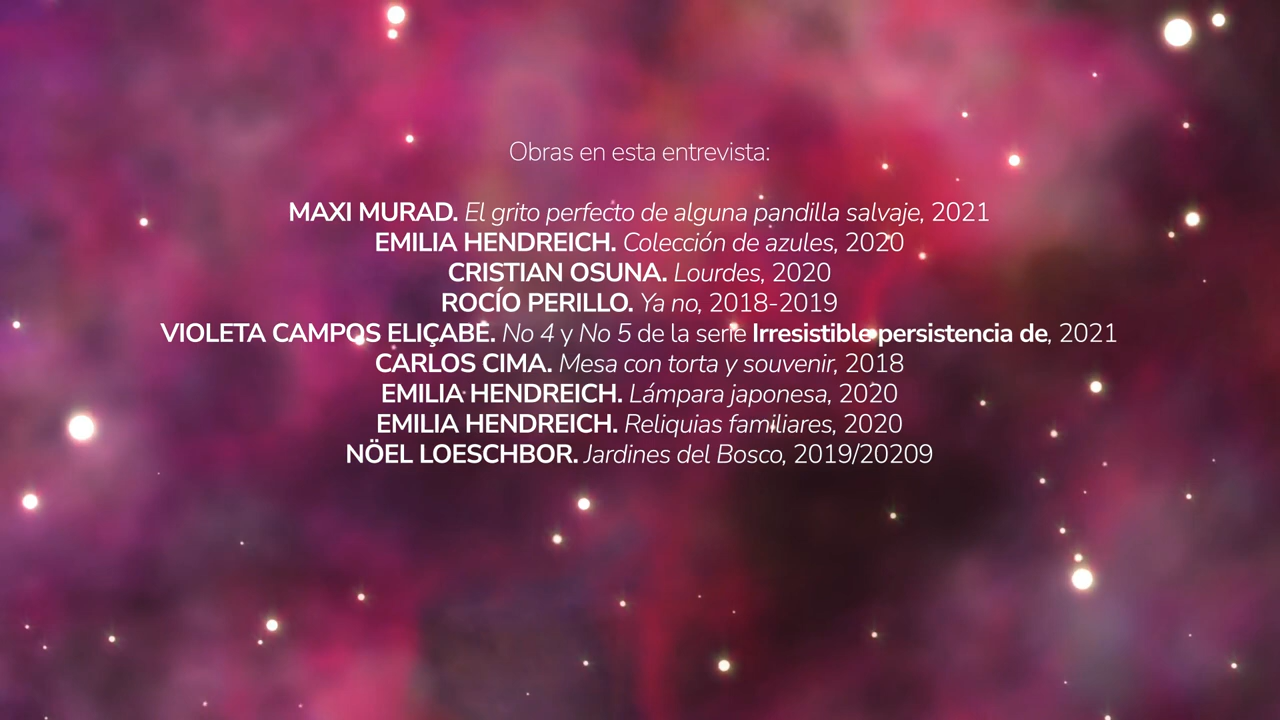 Obras en esta entrevista:
MAXI MURAD. El grito perfecto de alguna pandilla salvaje, 2021
EMILIA HENDREICH. Colección de azules, 2020
CRISTIAN OSUNA. Lourdes, 2020
ROCÍO PERILLO. Ya no, 2018-2019
VIOLETA CAMPOS ELIÇABE. No 4 y No 5 de la serie Irresistible persistencia de, 2021
CARLOS CIMA. Mesa con torta y souvenir, 2018
EMILIA HENDREICH. Lámpara japonesa, 2020
EMILIA HENDREICH. Reliquias familiares, 2020
NÖEL LOESCHBOR. Jardines del Bosco, 2019/20209